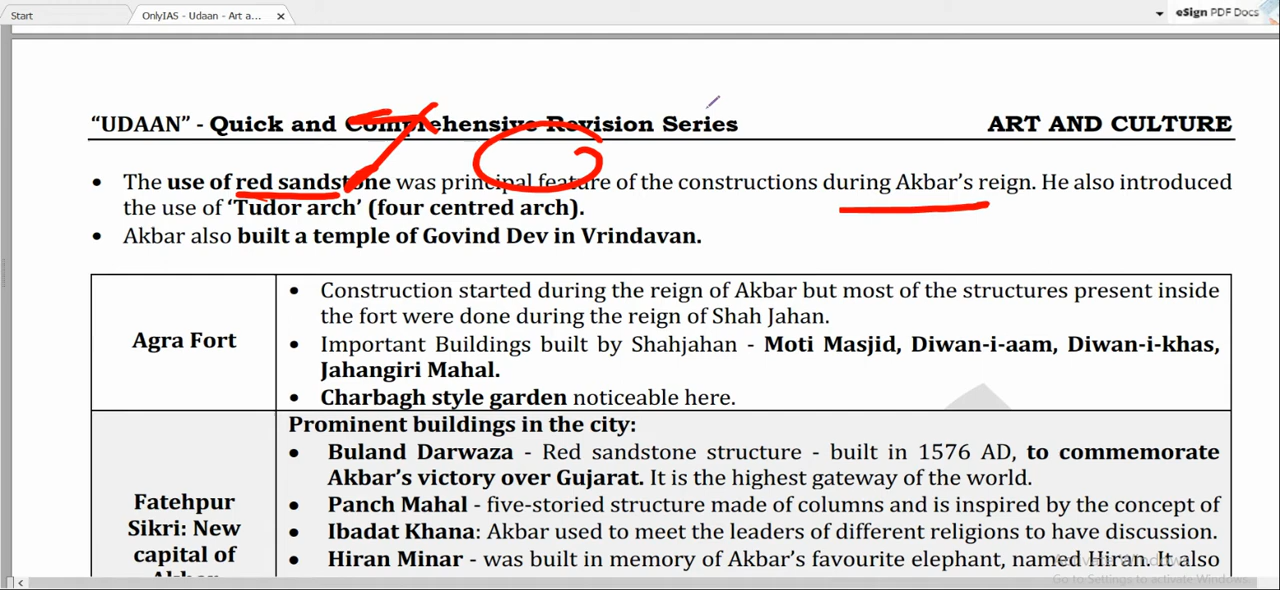 Start
OnlyIAS - Udaan - Art a...
eSign PDF Docs
“UDAAN” - Quick and Comprehensive Revision Series
ART AND CULTURE
• The use of red sandstone was principal feature of the constructions during Akbar’s reign. He also introduced
the use of ‘Tudor arch’ (four centred arch).
• Akbar also built a temple of Govind Dev in Vrindavan.
Agra Fort
• Construction started during the reign of Akbar but most of the structures present inside
the fort were done during the reign of Shah Jahan.
• Important Buildings built by Shahjahan - Moti Masjid, Diwan-i-aam, Diwan-i-khas,
Jahangiri Mahal.
• Charbagh style garden noticeable here.
Fatehpur
Sikri: New
capital of
Prominent buildings in the city:
• Buland Darwaza - Red sandstone structure - built in 1576 AD, to commemorate
Akbar’s victory over Gujarat. It is the highest gateway of the world.
• Panch Mahal - five-storied structure made of columns and is inspired by the concept of
• Ibadat Khana: Akbar used to meet the leaders of different religions to have discussion.
• Hiran Minar - was built in memory of Akbar’s favourite elephant, named Hiran. It also
Activate Windows
Go to Settings to activate Windows.